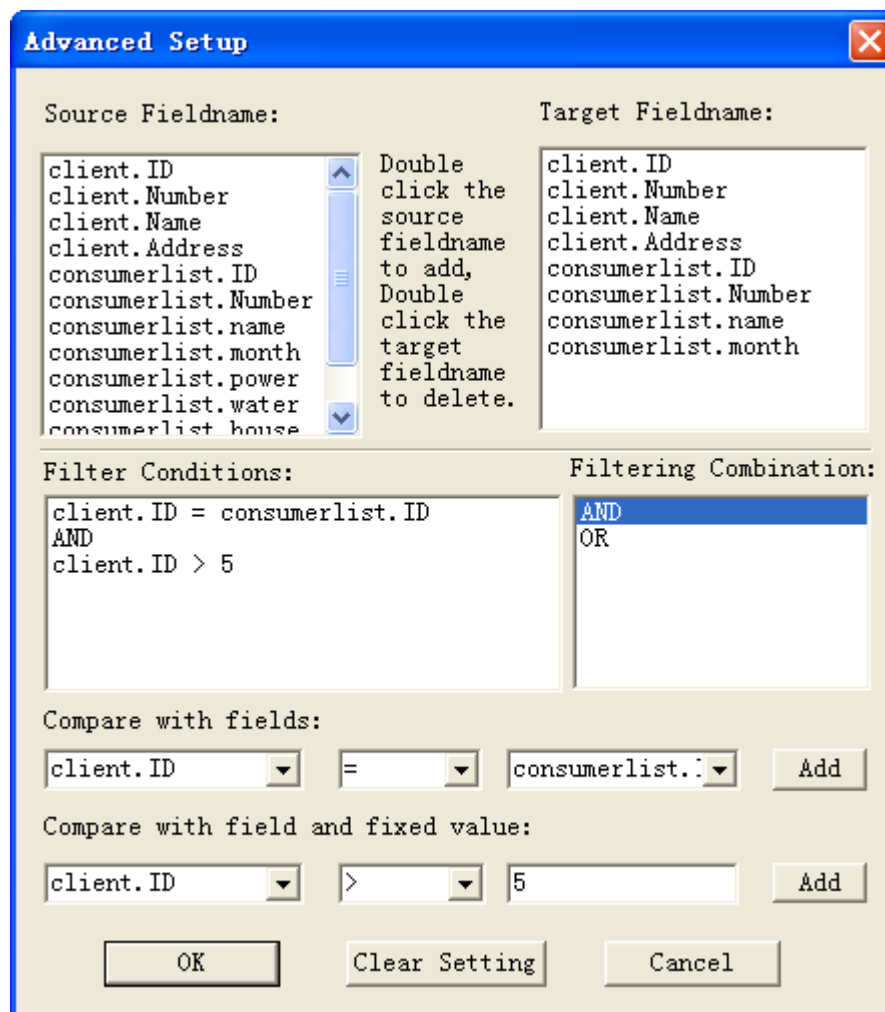 Advanced Setup
Source Fieldname:
client.ID
client.Number
client.Name
client.Address
consumerlist.ID
consumerlist.Number
consumerlist.name
consumerlist.month
consumerlist.power
consumerlist.water
consumerlist.house
Double
click the
source
fieldname
to add,
Double
click the
target
fieldname
to delete.
Target Fieldname:
client.ID
client.Number
client.Name
client.Address
consumerlist.ID
consumerlist.Number
consumerlist.name
consumerlist.month
Filter Conditions:
client.ID = consumerlist.ID
AND
client.ID > 5
Filtering Combination:
AND
OR
Compare with fields:
client.ID = consumerlist. Add
Compare with field and fixed value:
client.ID > 5 Add
OK Clear Setting Cancel